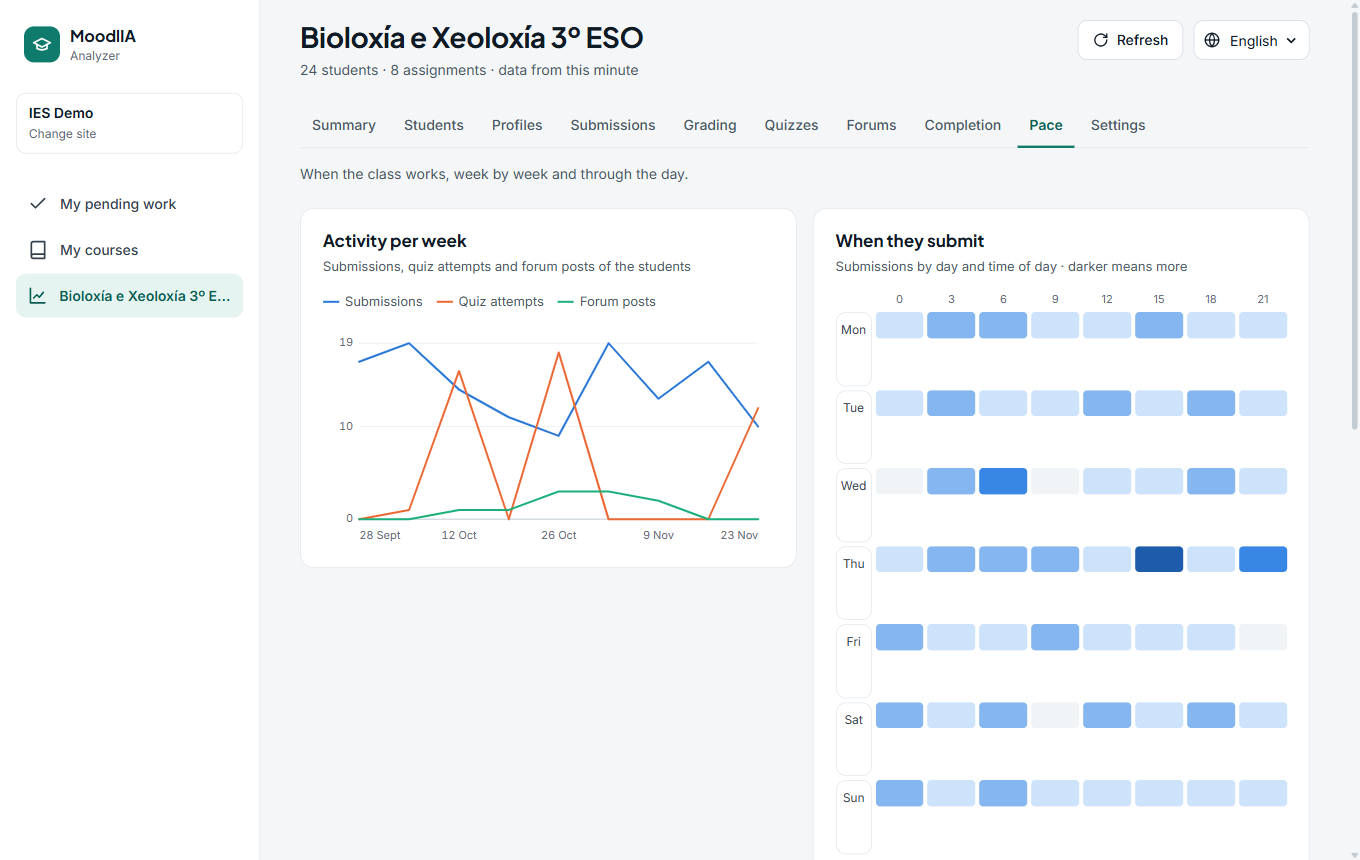 MoodIIA
Analyzer
IES Demo
Change site
My pending work
My courses
Bioloxía e Xeoloxía 3º E...
Bioloxía e Xeoloxía 3º ESO
24 students · 8 assignments · data from this minute
Refresh
English
Summary Students Profiles Submissions Grading Quizzes Forums Completion Pace Settings
When the class works, week by week and through the day.
Activity per week
Submissions, quiz attempts and forum posts of the students
Submissions Quiz attempts Forum posts
19
10
0
28 Sept 12 Oct 26 Oct 9 Nov 23 Nov
When they submit
Submissions by day and time of day · darker means more
0 3 6 9 12 15 18 21
Mon
Tue
Wed
Thu
Fri
Sat
Sun